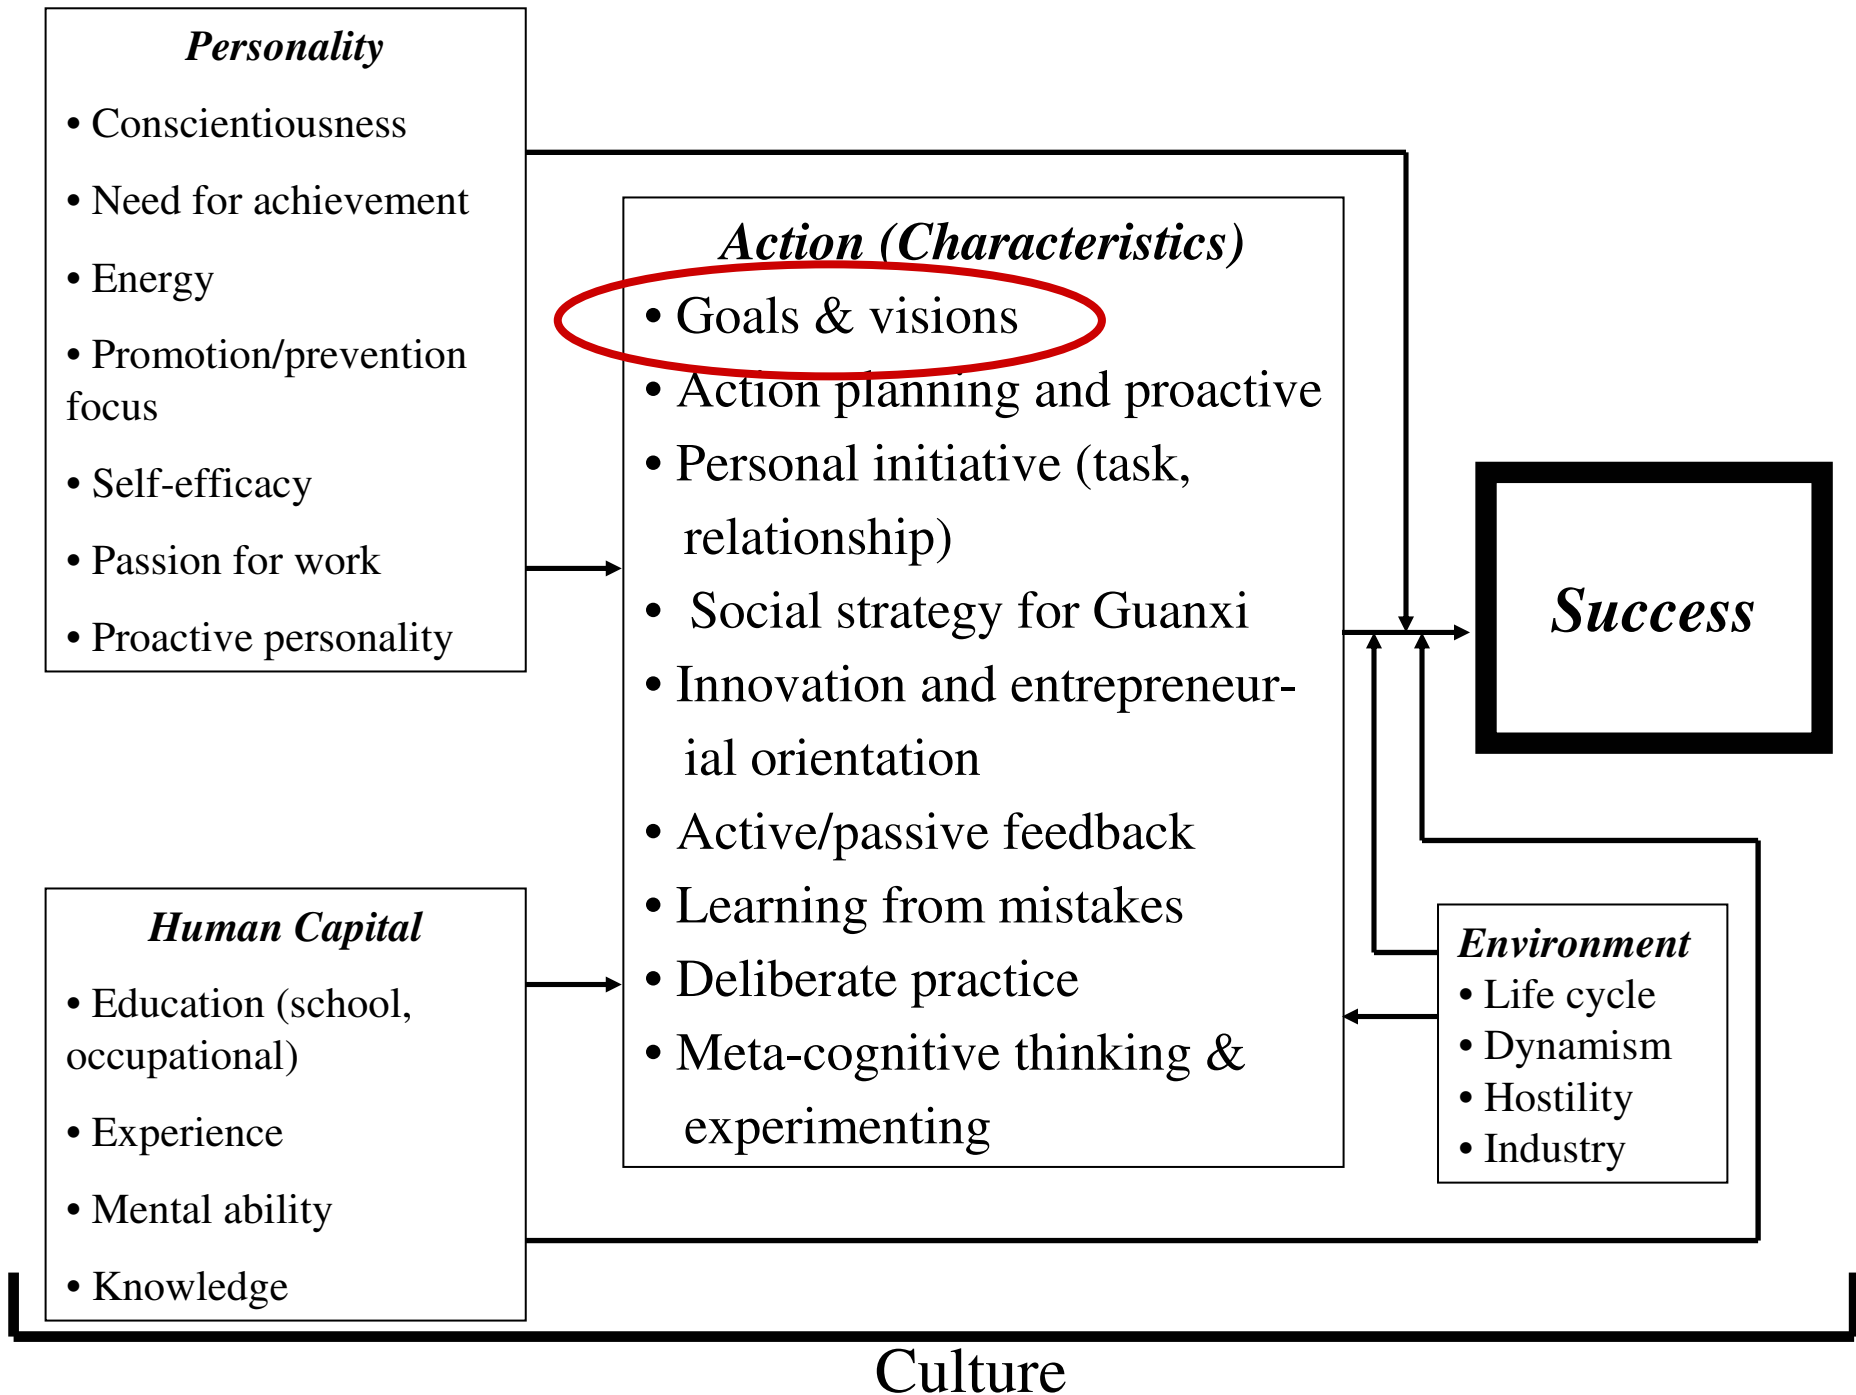 Personality
• Conscientiousness
• Need for achievement
• Energy
• Promotion/prevention
focus
• Self-efficacy
• Passion for work
• Proactive personality
Action (Characteristics)
• Goals & visions
• Action planning and proactive
• Personal initiative (task,
relationship)
• Social strategy for Guanxi
• Innovation and entrepreneur-
ial orientation
• Active/passive feedback
• Learning from mistakes
• Deliberate practice
• Meta-cognitive thinking &
experimenting
Success
Human Capital
• Education (school,
occupational)
• Experience
• Mental ability
• Knowledge
Environment
• Life cycle
• Dynamism
• Hostility
• Industry
Culture